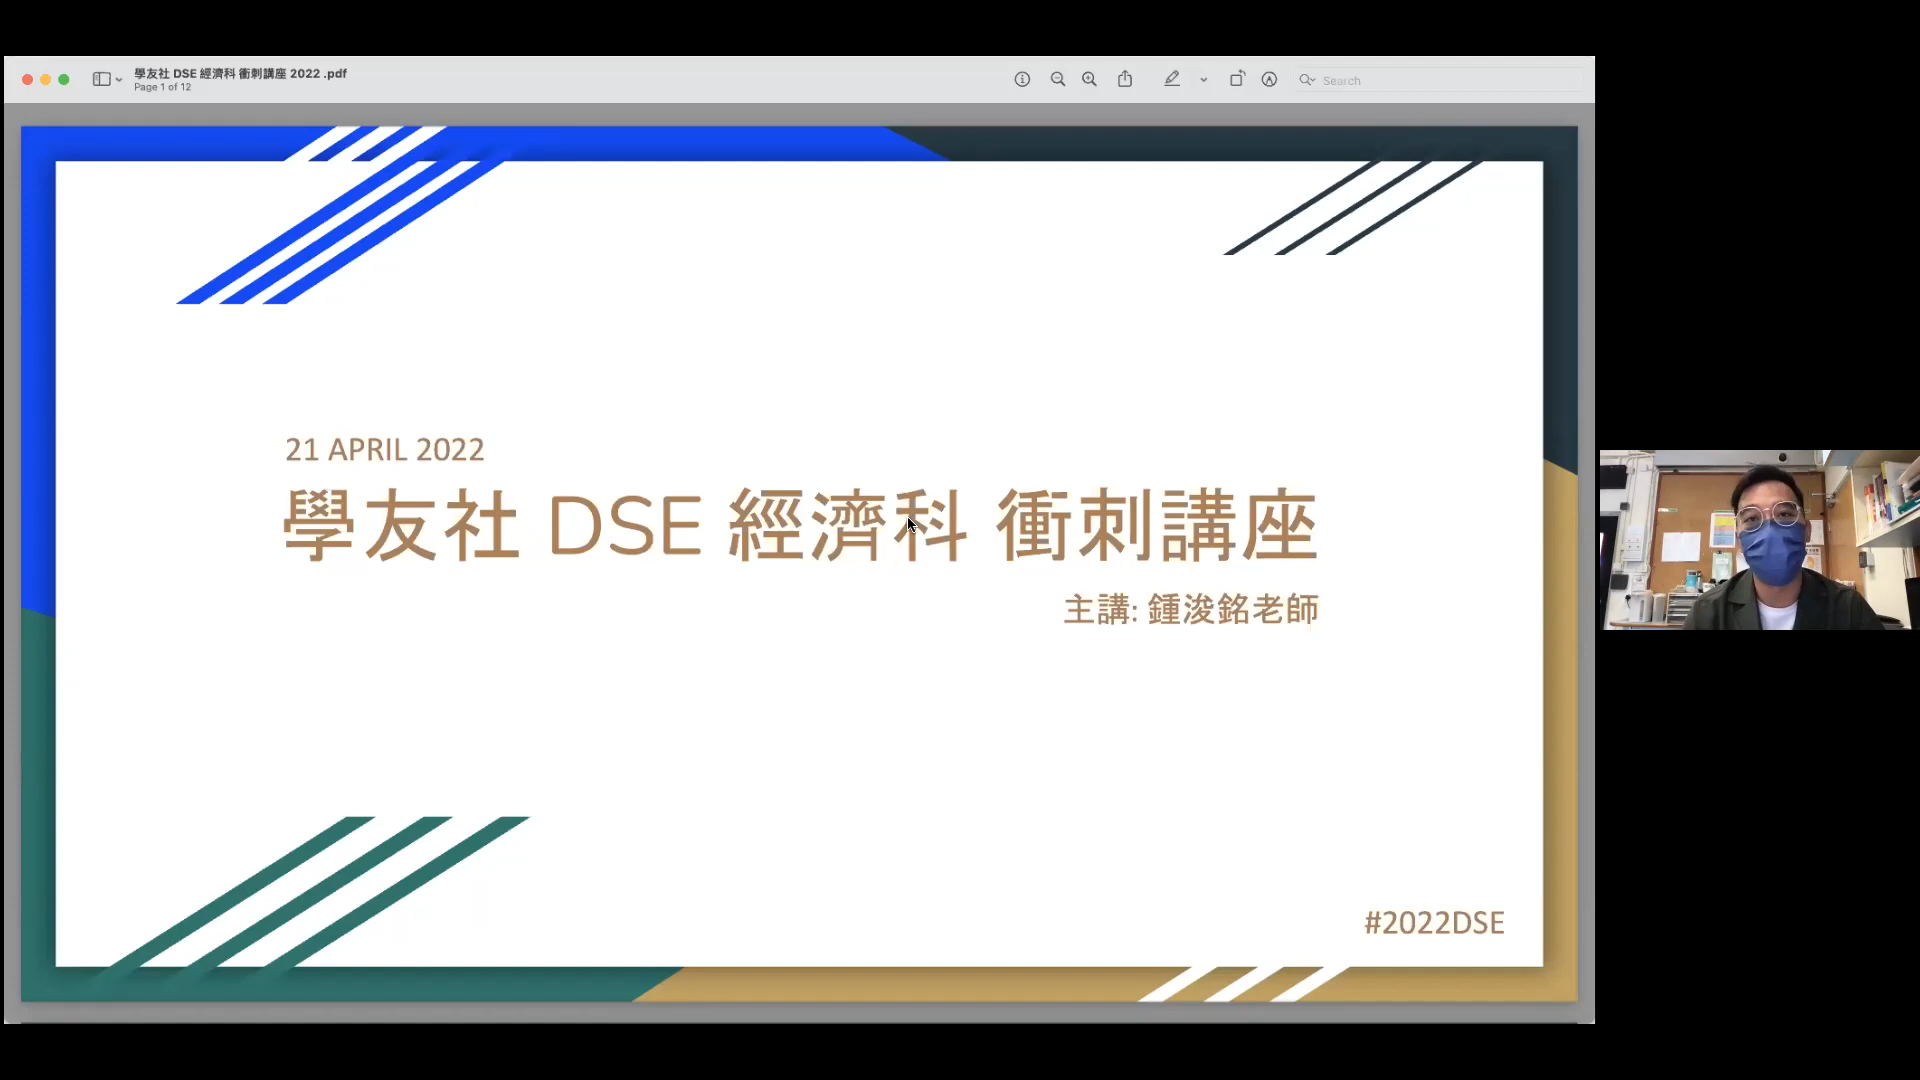 學友社 DSE 經濟科 衝刺講座 2022 .pdf
Page 1 of 12
Search
21 APRIL 2022
學友社 DSE 經濟科 衝刺講座
主講: 鍾浚銘老師
#2022DSE